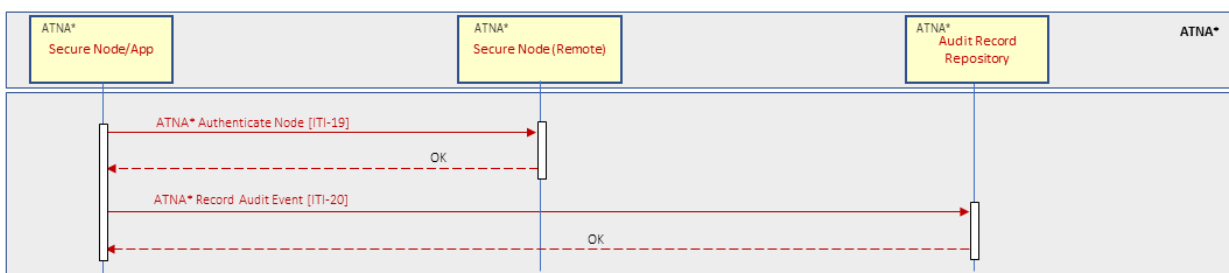 ATNA*
Secure Node/App
ATNA*
Secure Node (Remote)
ATNA*
Audit Record
Repository
ATNA*
ATNA* Authenticate Node [ITI-19]
OK
ATNA* Record Audit Event [ITI-20]
OK